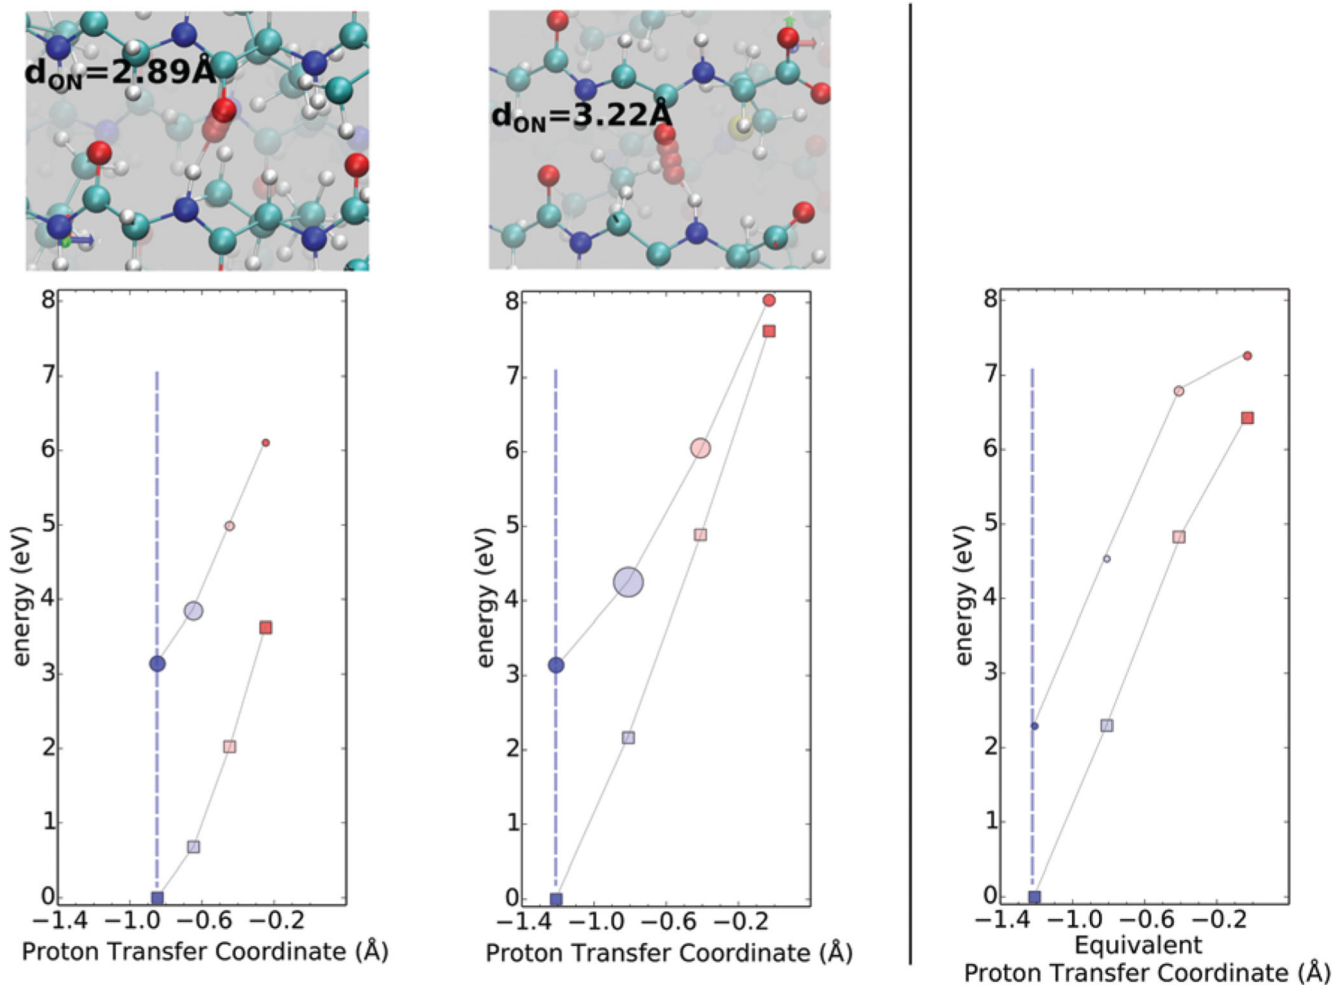 dON=2.89Å
dON=3.22Å
8
7
6
5
4
3
2
1
0
energy (eV)
−1.4 −1.0 −0.6 −0.2
Proton Transfer Coordinate (Å)
8
7
6
5
4
3
2
1
0
energy (eV)
−1.4 −1.0 −0.6 −0.2
Proton Transfer Coordinate (Å)
8
7
6
5
4
3
2
1
0
energy (eV)
−1.4 −1.0 −0.6 −0.2
Equivalent
Proton Transfer Coordinate (Å)